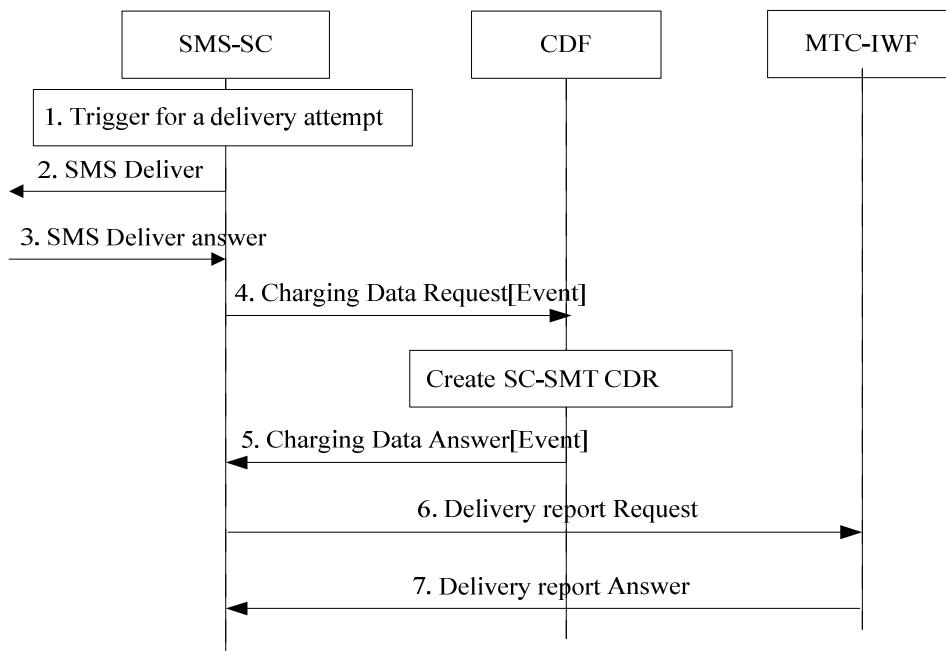 SMS-SC
CDF
MTC-IWF
1. Trigger for a delivery attempt
2. SMS Deliver
3. SMS Deliver answer
4. Charging Data Request[Event]
Create SC-SMT CDR
5. Charging Data Answer[Event]
6. Delivery report Request
7. Delivery report Answer